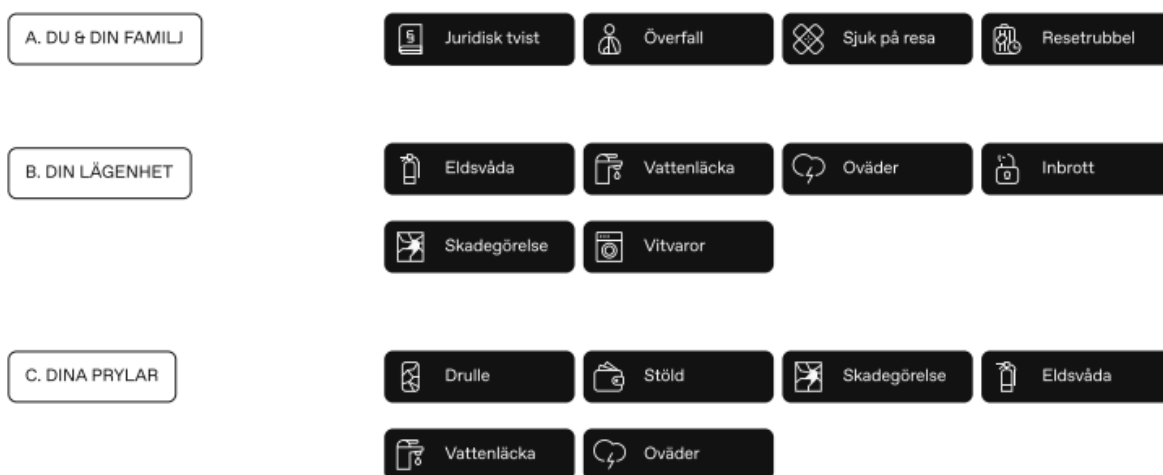 A. DU & DIN FAMILJ
Juridisk tvist
Överfall
Sjuk på resa
Resetrubbel
B. DIN LÄGENHET
Eldsvåda
Vattenläcka
Oväder
Inbrott
Skadegörelse
Vitvaror
C. DINA PRYLAR
Drulle
Stöld
Skadegörelse
Eldsvåda
Vattenläcka
Oväder